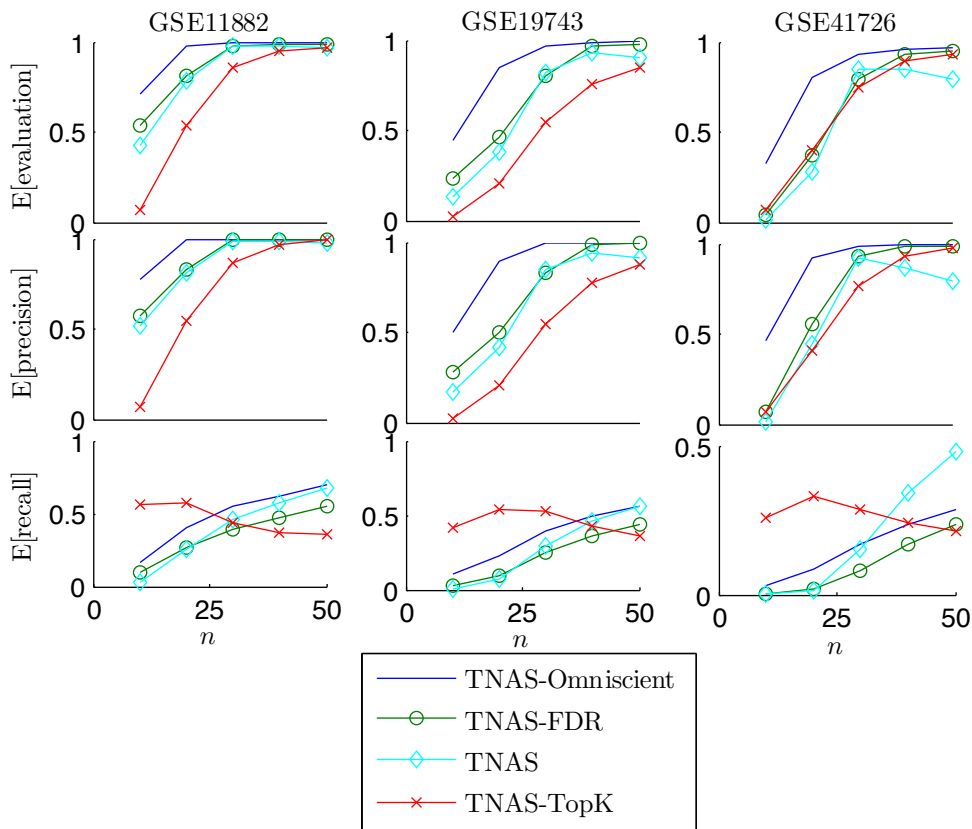 GSE11882 GSE19743 GSE41726
E[evaluation]
1 1 1
0.5 0.5 0.5
0 0 0
E[precision]
1 1 1
0.5 0.5 0.5
0 0 0
E[recall]
1 1 0.5
0.5 0.5
0 0 0
0 25 50 0 25 50 0 25 50
n n n
TNAS-Omniscient
TNAS-FDR
TNAS
TNAS-TopK